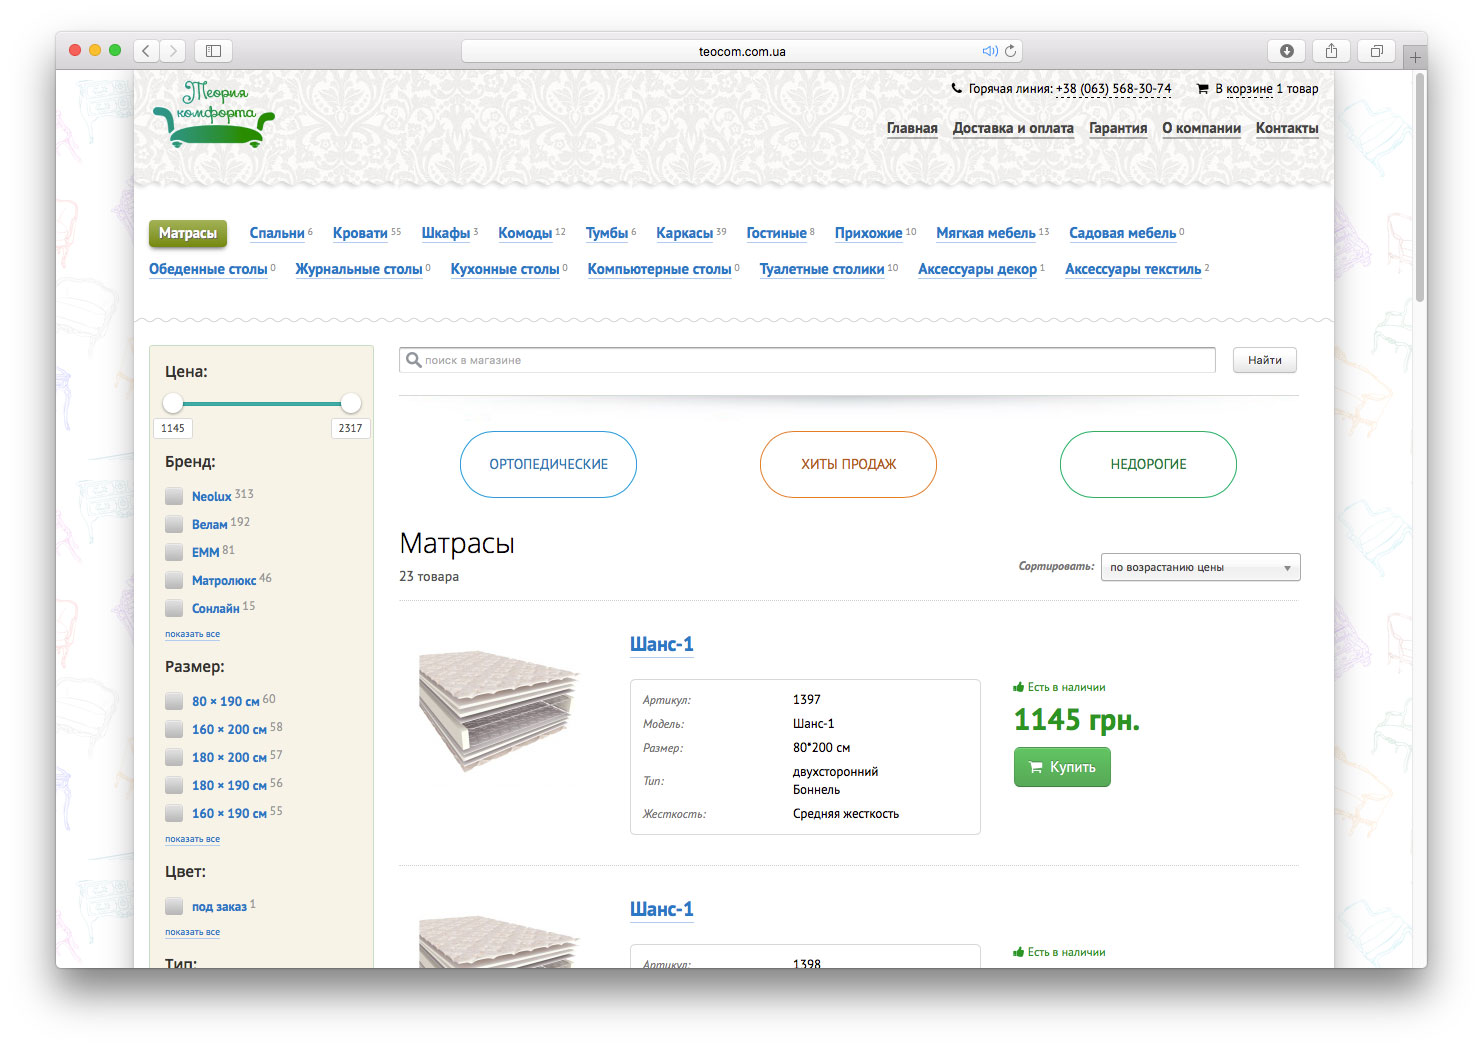 teocom.com.ua
Теория
комфорта
Горячая линия: +38 (063) 568-30-74
В корзине 1 товар
Главная Доставка и оплата Гарантия О компании Контакты
Матрасы Спальни 6 Кровати 55 Шкафы 3 Комоды 12 Тумбы 6 Каркасы 39 Гостиные 8 Прихожие 10 Мягкая мебель 13 Садовая мебель 0
Обеденные столы 0 Журнальные столы 0 Кухонные столы 0 Компьютерные столы 0 Туалетные столики 10 Аксессуары декор 1 Аксессуары текстиль 2
Цена:
1145 2317
Бренд:
Neolux 313
Велам 192
ЕММ 81
Матролюкс 46
Сонлайн 15
показать все
Размер:
80 × 190 см 60
160 × 200 см 58
180 × 200 см 57
180 × 190 см 56
160 × 190 см 55
показать все
Цвет:
под заказ 1
показать все
Тип:
поиск в магазине Найти
ОРТОПЕДИЧЕСКИЕ ХИТЫ ПРОДАЖ НЕДОРОГИЕ
Матрасы
23 товара
Сортировать: по возрастанию цены
Шанс-1
Артикул: 1397
Модель: Шанс-1
Размер: 80*200 см
Тип: двухсторонний
Боннель
Жесткость: Средняя жесткость
Есть в наличии
1145 грн.
Купить
Шанс-1
Артикул: 1398
Есть в наличии